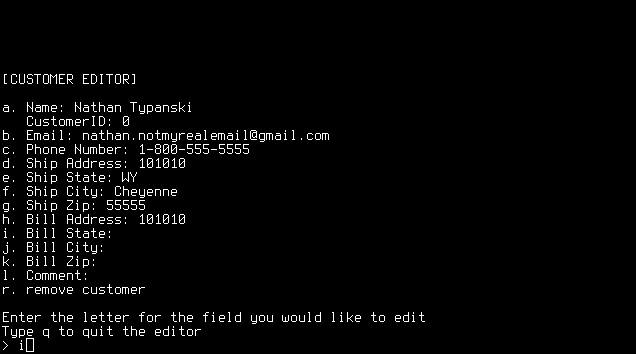 [CUSTOMER EDITOR]
a. Name: Nathan Typanski
CustomerID: 0
b. Email: nathan.notmyrealemail@gmail.com
c. Phone Number: 1-800-555-5555
d. Ship Address: 101010
e. Ship State: WY
f. Ship City: Cheyenne
g. Ship Zip: 55555
h. Bill Address: 101010
i. Bill State:
j. Bill City:
k. Bill Zip:
l. Comment:
r. remove customer
Enter the letter for the field you would like to edit
Type q to quit the editor
> i